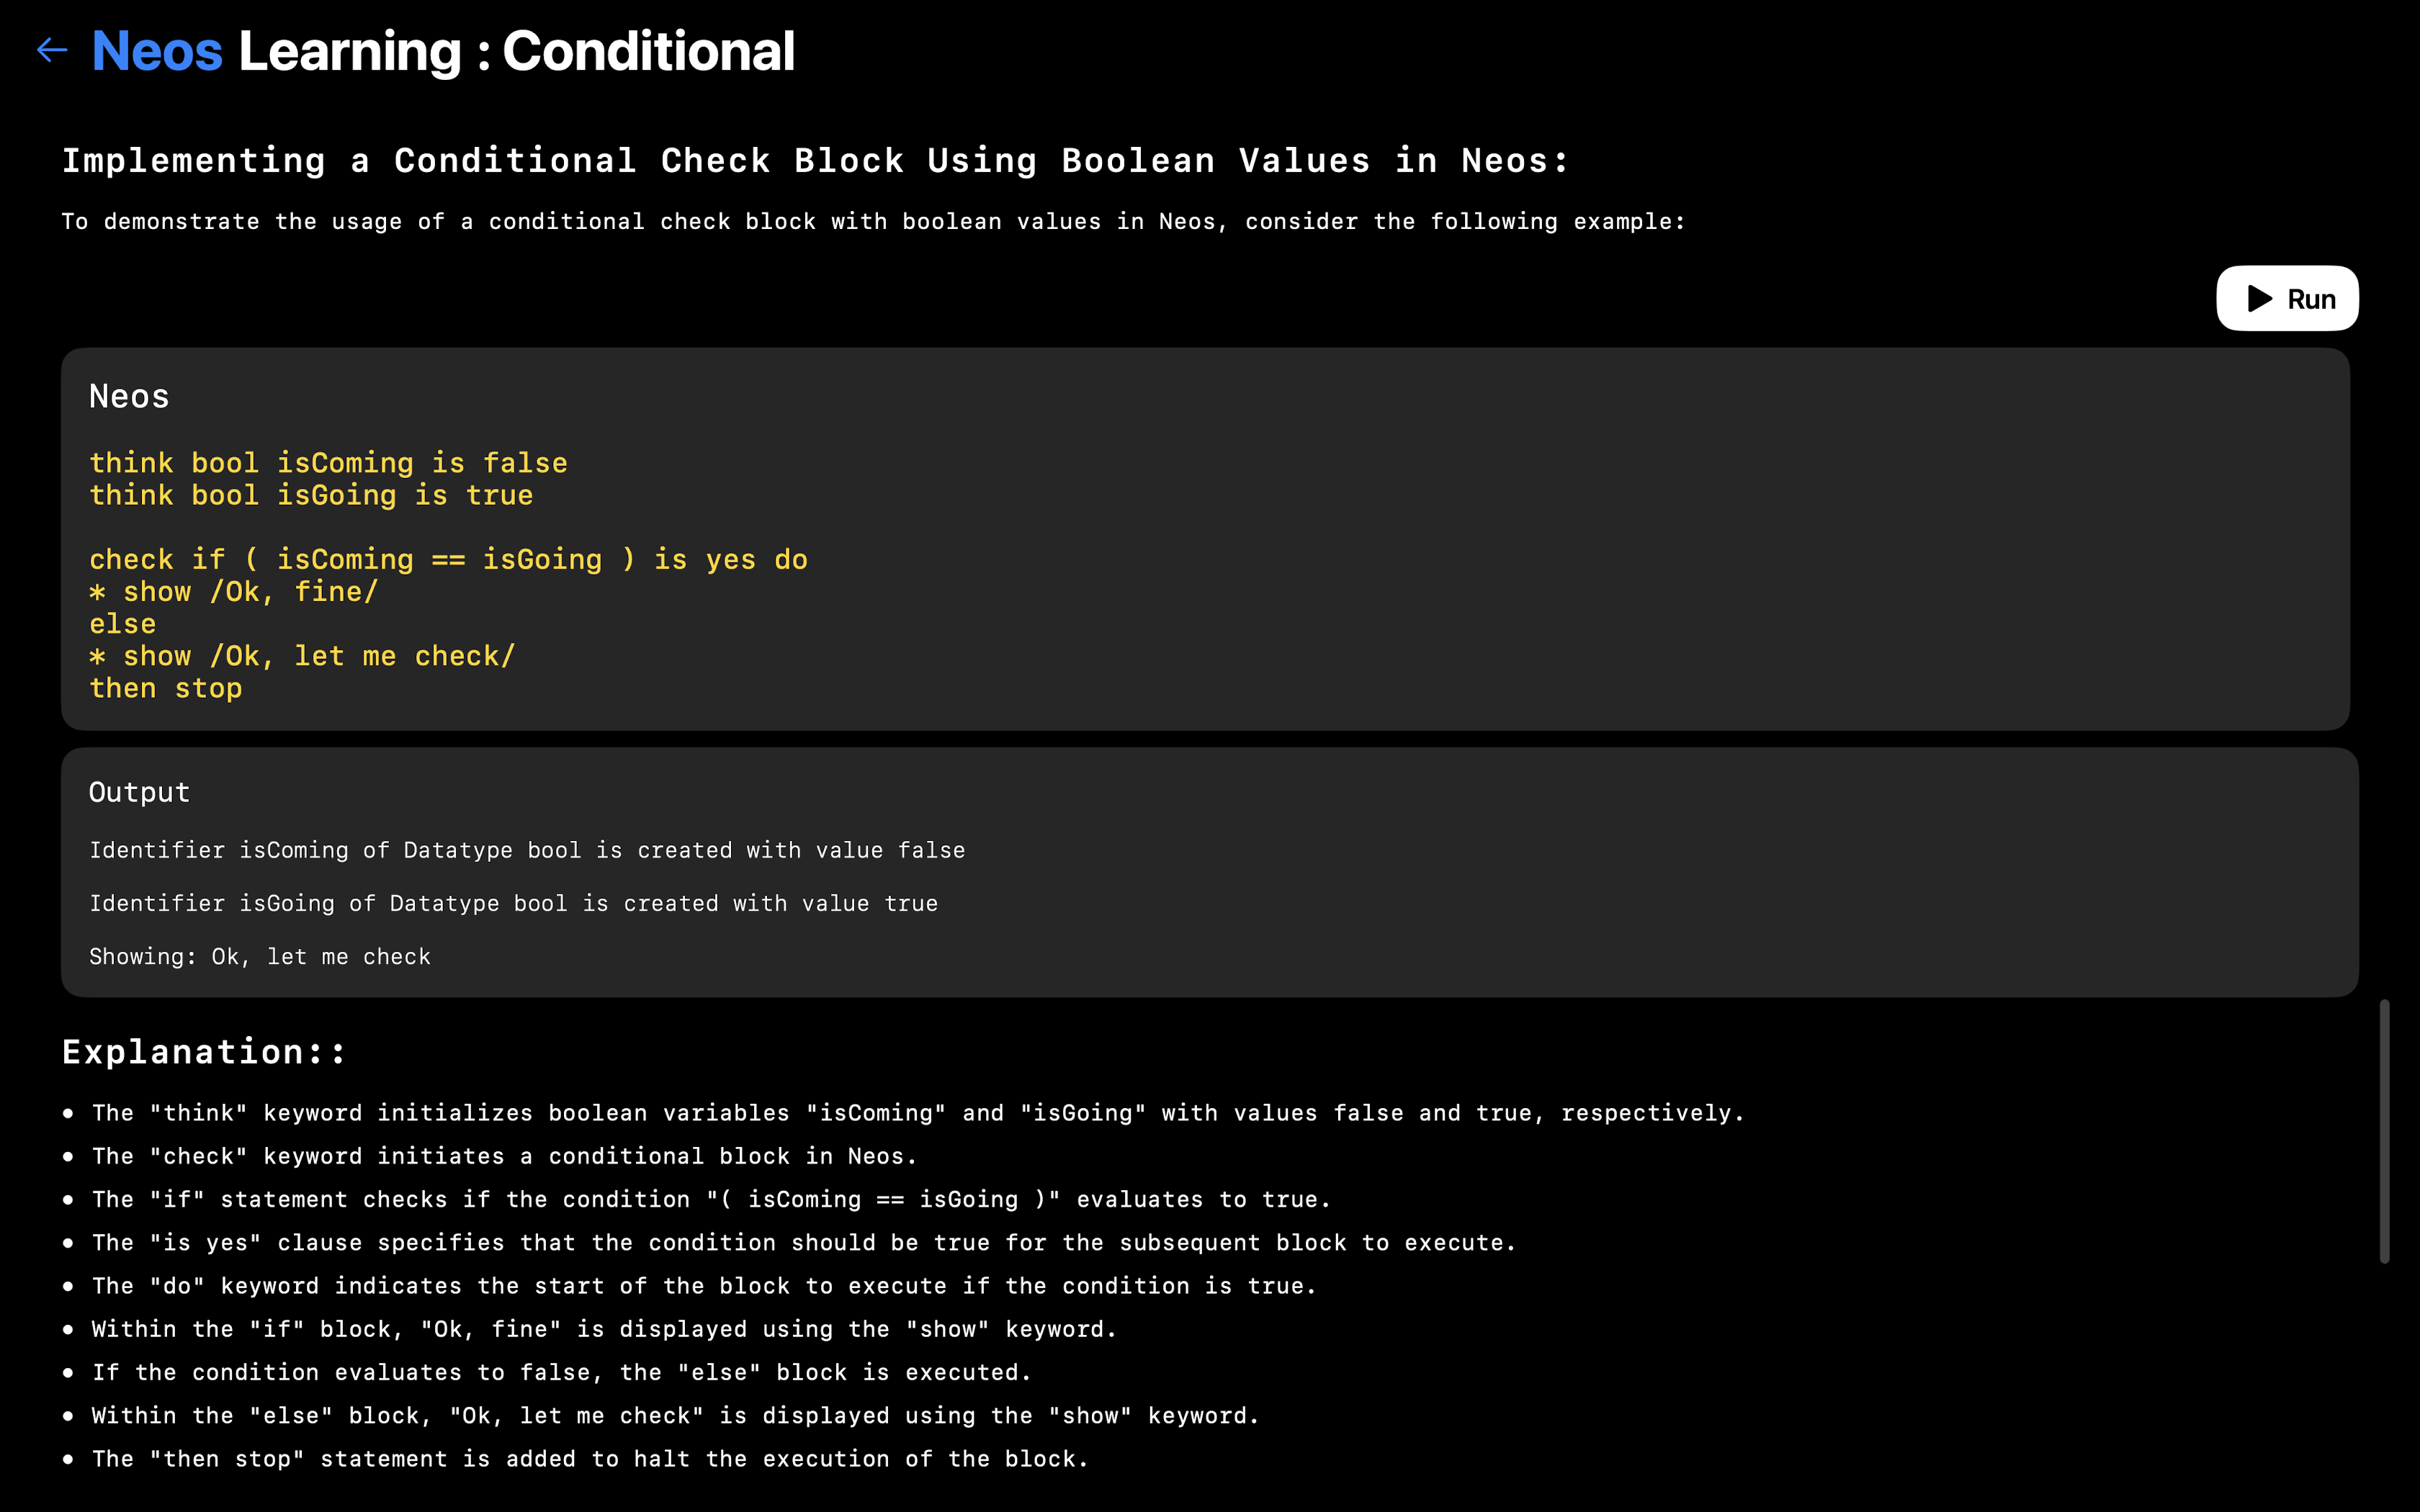 ← Neos Learning : Conditional
Implementing a Conditional Check Block Using Boolean Values in Neos:
To demonstrate the usage of a conditional check block with boolean values in Neos, consider the following example:
Run
Neos
think bool isComing is false
think bool isGoing is true
check if ( isComing == isGoing ) is yes do
* show /Ok, fine/
else
* show /Ok, let me check/
then stop
Output
Identifier isComing of Datatype bool is created with value false
Identifier isGoing of Datatype bool is created with value true
Showing: Ok, let me check
Explanation::
• The "think" keyword initializes boolean variables "isComing" and "isGoing" with values false and true, respectively.
• The "check" keyword initiates a conditional block in Neos.
• The "if" statement checks if the condition "( isComing == isGoing )" evaluates to true.
• The "is yes" clause specifies that the condition should be true for the subsequent block to execute.
• The "do" keyword indicates the start of the block to execute if the condition is true.
• Within the "if" block, "Ok, fine" is displayed using the "show" keyword.
• If the condition evaluates to false, the "else" block is executed.
• Within the "else" block, "Ok, let me check" is displayed using the "show" keyword.
• The "then stop" statement is added to halt the execution of the block.